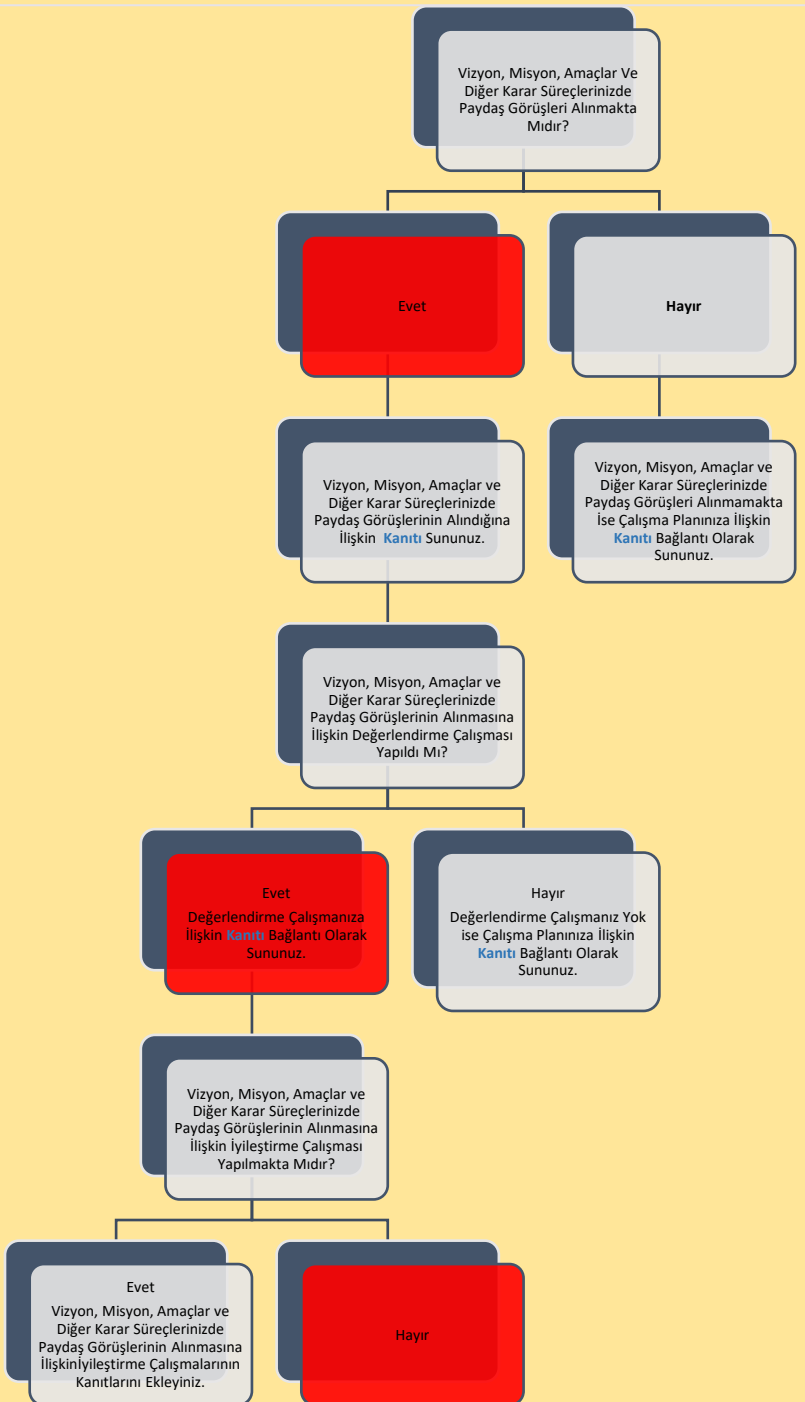 Vizyon, Misyon, Amaçlar Ve
Diğer Karar Süreçlerinizde
Paydaş Görüşleri Alınmakta
Mıdır?
Evet
Hayır
Vizyon, Misyon, Amaçlar ve
Diğer Karar Süreçlerinizde
Paydaş Görüşlerinin Alındığına
İlişkin Kanıtı Sununuz.
Vizyon, Misyon, Amaçlar ve
Diğer Karar Süreçlerinizde
Paydaş Görüşleri Alınmamakta
İse Çalışma Planınıza İlişkin
Kanıtı Bağlantı Olarak
Sununuz.
Vizyon, Misyon, Amaçlar ve
Diğer Karar Süreçlerinizde
Paydaş Görüşlerinin Alınmasına
İlişkin Değerlendirme Çalışması
Yapıldı Mı?
Evet
Değerlendirme Çalışmanıza
İlişkin Kanıtı Bağlantı Olarak
Sununuz.
Hayır
Değerlendirme Çalışmanız Yok
ise Çalışma Planınıza İlişkin
Kanıtı Bağlantı Olarak
Sununuz.
Vizyon, Misyon, Amaçlar ve
Diğer Karar Süreçlerinizde
Paydaş Görüşlerinin Alınmasına
İlişkin İyileştirme Çalışması
Yapılmakta Mıdır?
Evet
Vizyon, Misyon, Amaçlar ve
Diğer Karar Süreçlerinizde
Paydaş Görüşlerinin Alınmasına
İlişkinİyileştirme Çalışmalarının
Kanıtlarını Ekleyiniz.
Hayır